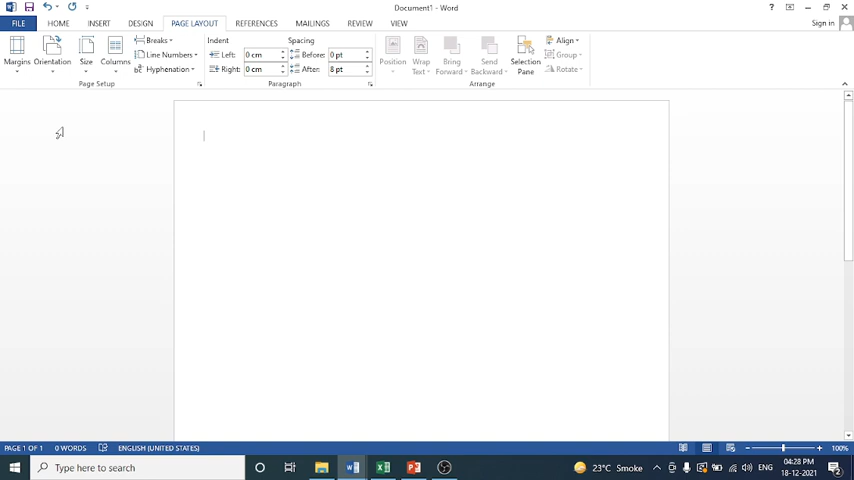 Document1 - Word
Sign in
FILE HOME INSERT DESIGN PAGE LAYOUT REFERENCES MAILINGS REVIEW VIEW
Margins
Orientation
Size
Columns
Breaks
Line Numbers
Hyphenation
Page Setup
Indent
Left: 0 cm
Right: 0 cm
Spacing
Before: 0 pt
After: 8 pt
Paragraph
Position
Wrap
Text
Bring
Forward
Send
Backward
Selection
Pane
Align
Group
Rotate
Arrange
PAGE 1 OF 1 0 WORDS ENGLISH (UNITED STATES) 100%
Type here to search
23°C Smoke
ENG
04:28 PM
18-12-2021
2